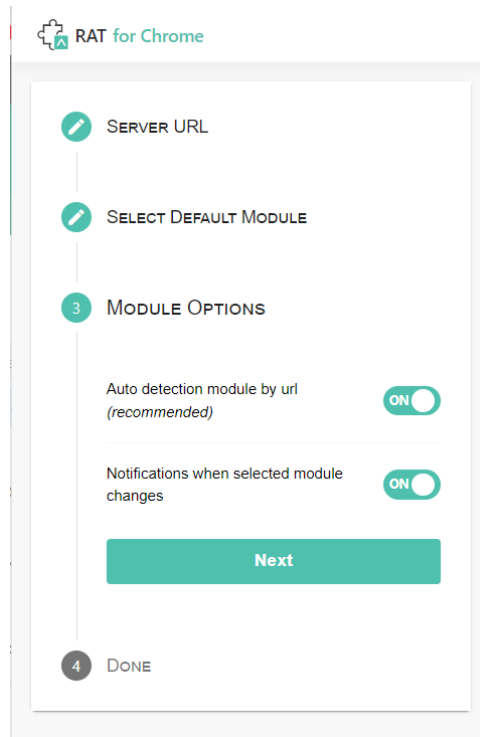 RAT for Chrome
SERVER URL
SELECT DEFAULT MODULE
3 MODULE OPTIONS
Auto detection module by url
(recommended)
ON
Notifications when selected module
changes
ON
Next
4 DONE